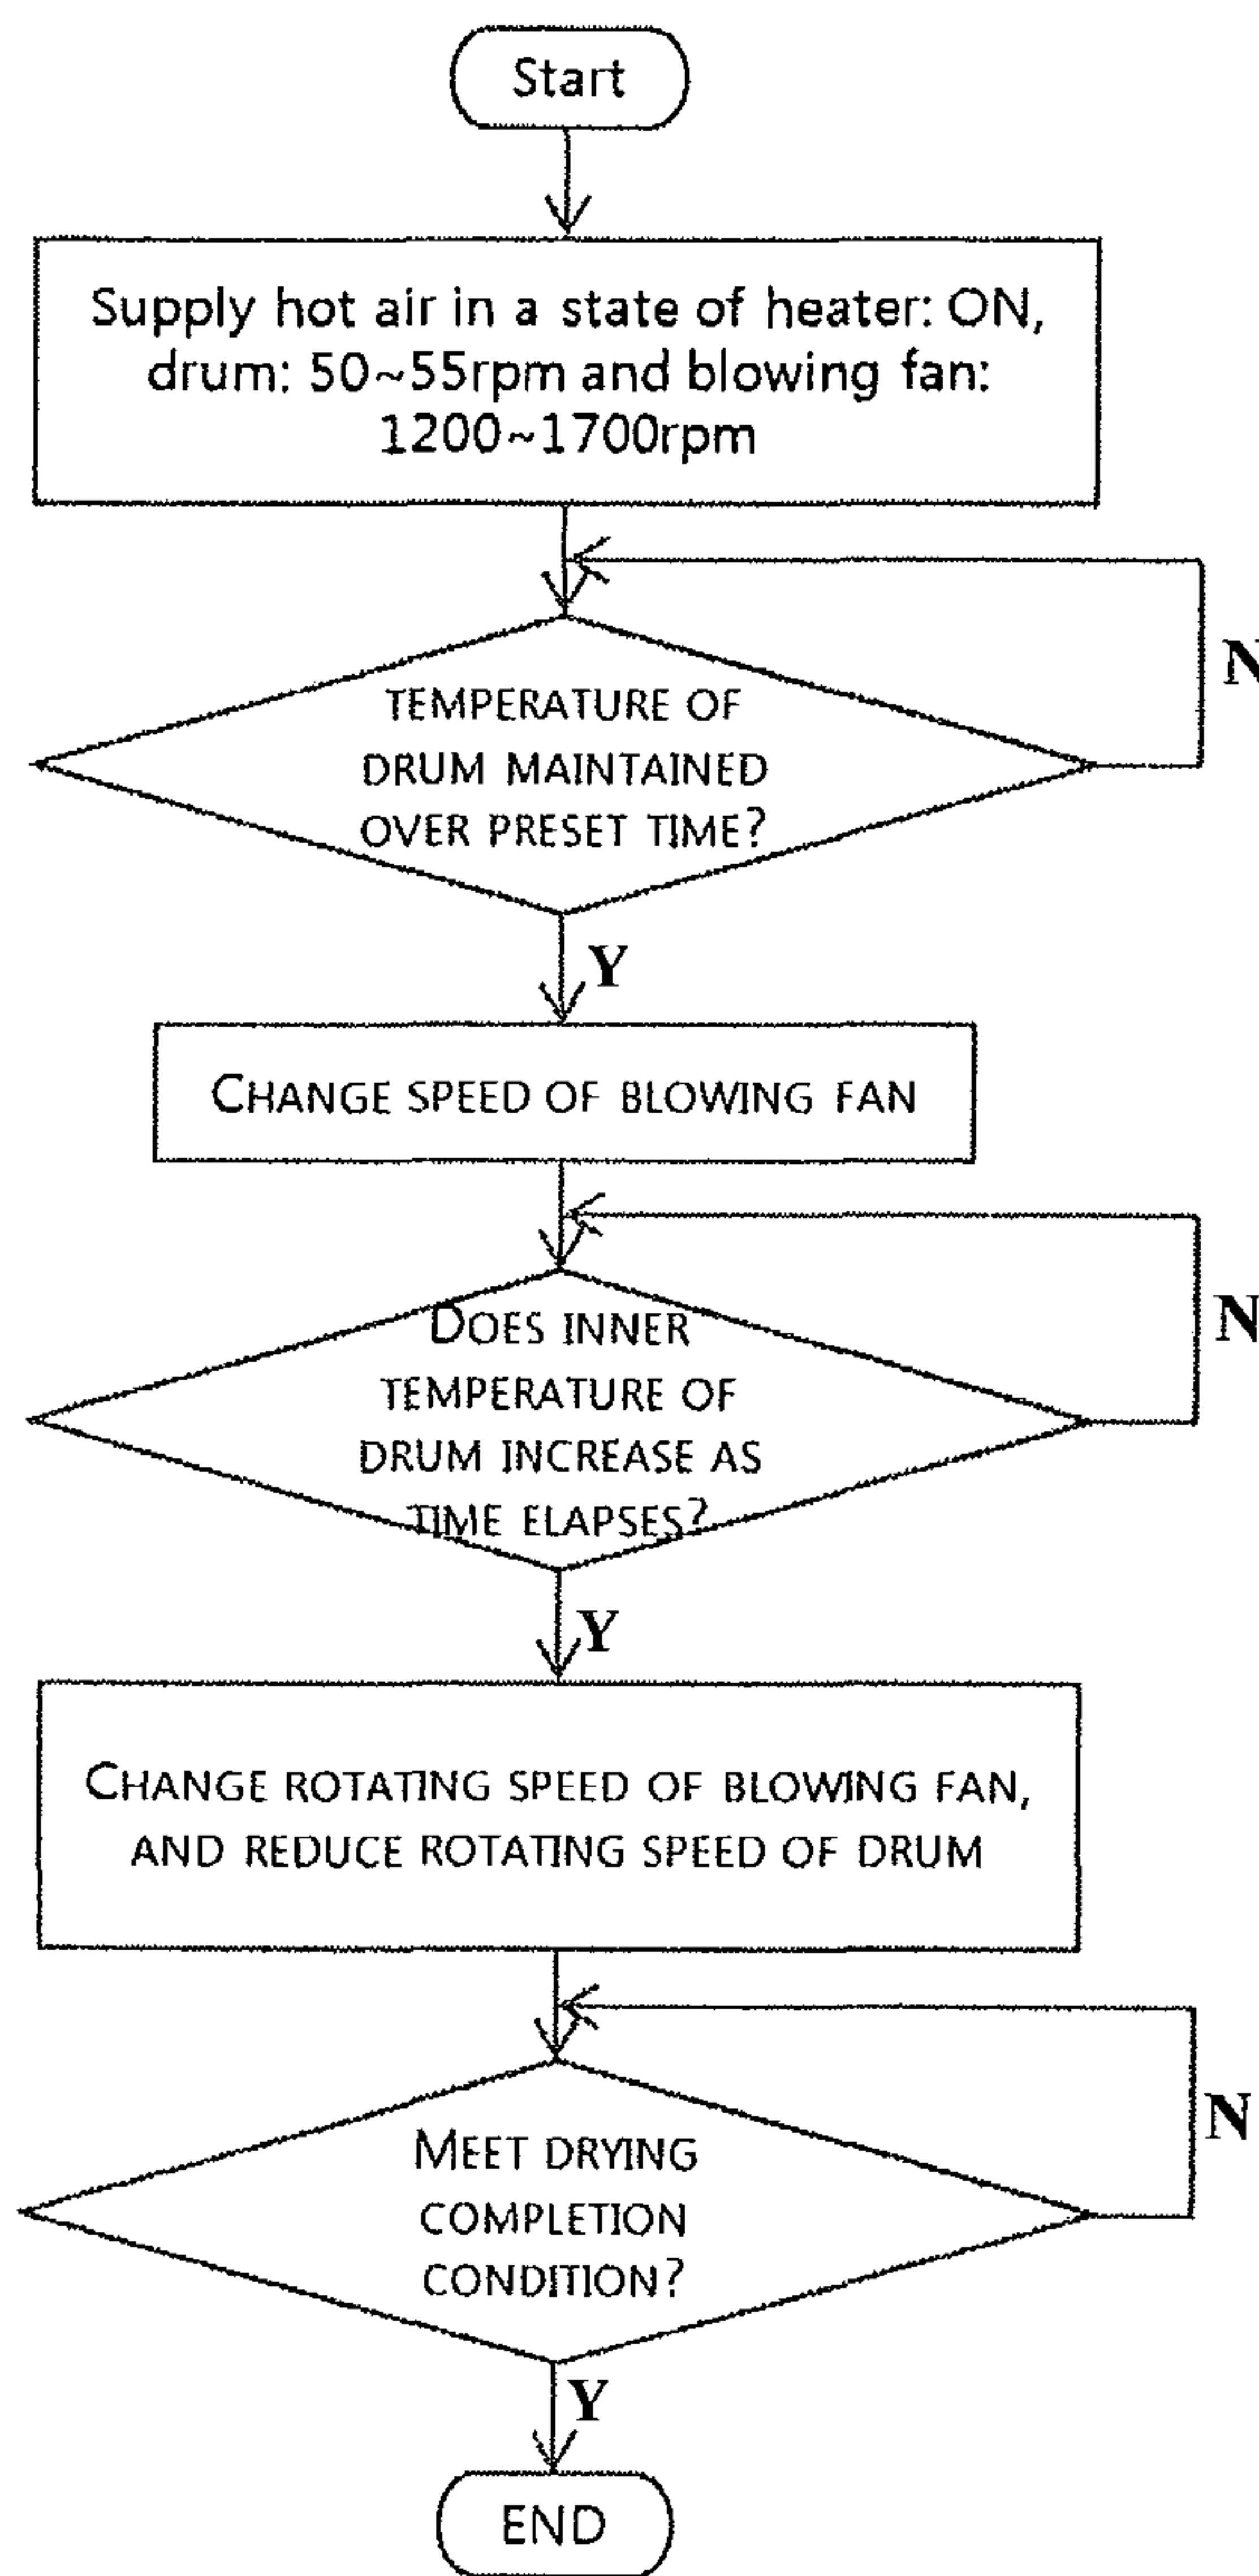 Start
Supply hot air in a state of heater: ON,
drum: 50~55rpm and blowing fan:
1200~1700rpm
N
TEMPERATURE OF
DRUM MAINTAINED
OVER PRESET TIME?
Y
CHANGE SPEED OF BLOWING FAN
N
DOES INNER
TEMPERATURE OF
DRUM INCREASE AS
TIME ELAPSES?
Y
CHANGE ROTATING SPEED OF BLOWING FAN,
AND REDUCE ROTATING SPEED OF DRUM
N
MEET DRYING
COMPLETION
CONDITION?
Y
END